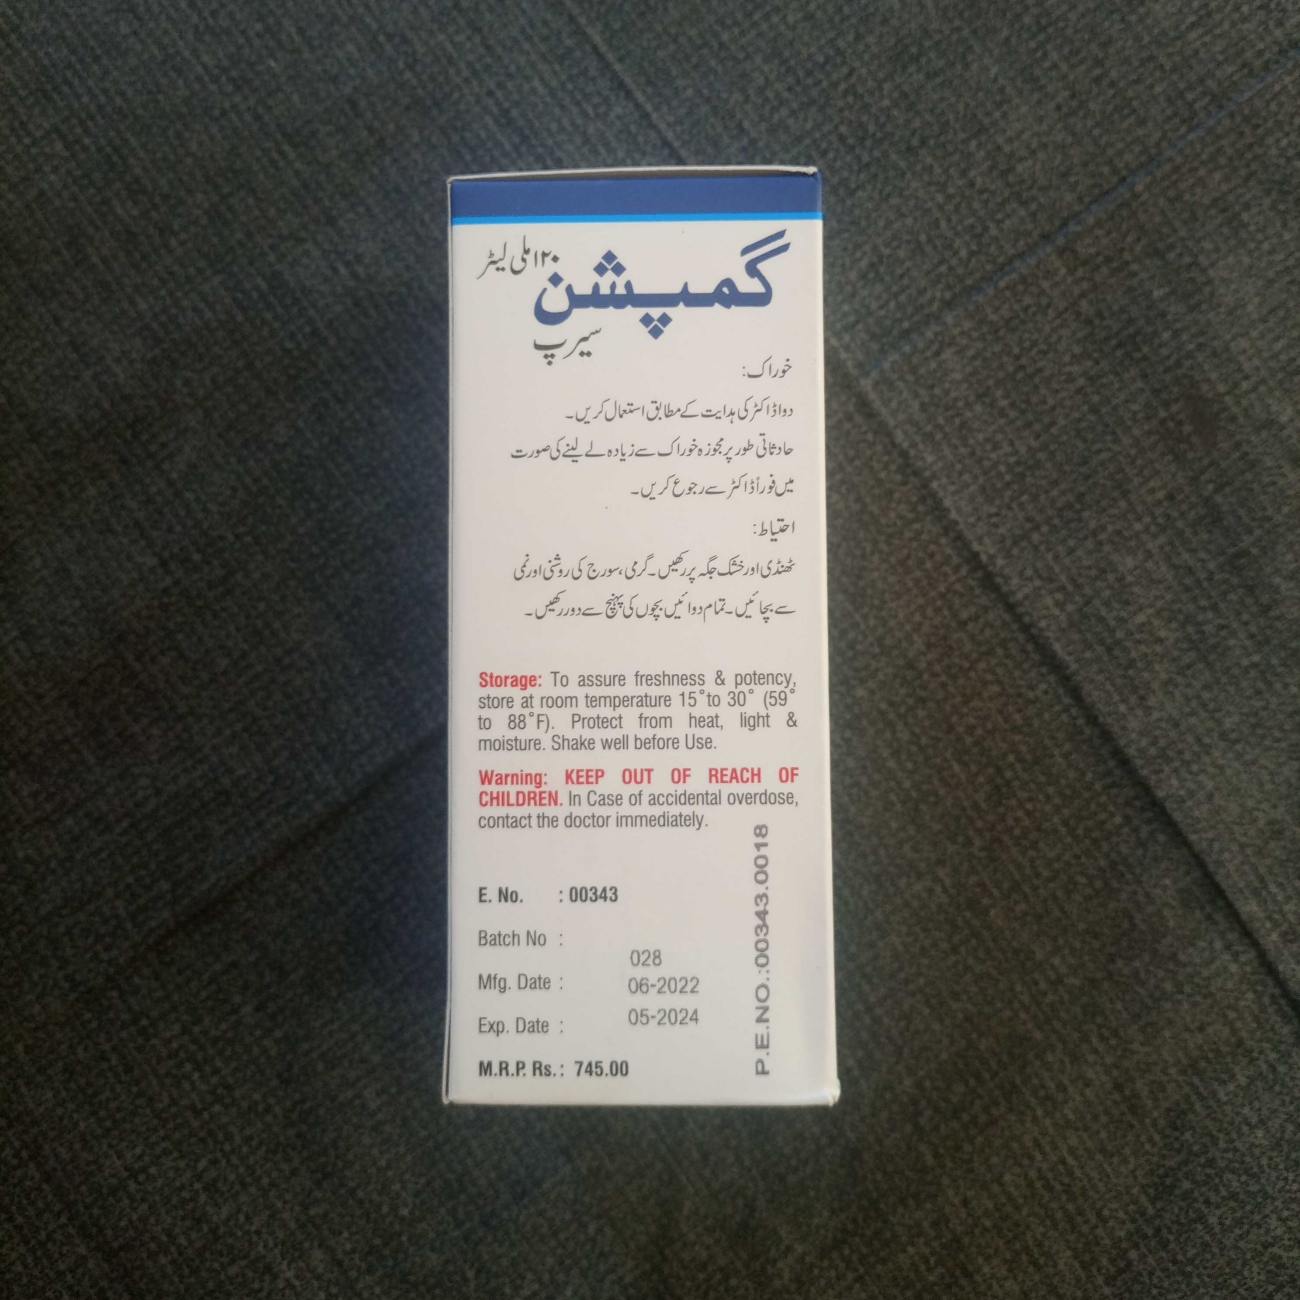 ۱۲۰ ملی لیٹر
گمپشن
سیرپ
خوراک:
دوا ڈاکٹر کی ہدایت کے مطابق استعمال کریں۔
حادثاتی طور پر مجوزہ خوراک سے زیادہ لے لینے کی صورت
میں فوراً ڈاکٹر سے رجوع کریں۔
احتیاط:
ٹھنڈی اور خشک جگہ پر رکھیں۔ گرمی، سورج کی روشنی اور نمی
سے بچائیں۔ تمام دوائیں بچوں کی پہنچ سے دور رکھیں۔
Storage: To assure freshness & potency,
store at room temperature 15°to 30° (59°
to 88°F). Protect from heat, light &
moisture. Shake well before Use.
Warning: KEEP OUT OF REACH OF
CHILDREN. In Case of accidental overdose,
contact the doctor immediately.
E. No. : 00343
Batch No :
028
Mfg. Date : 06-2022
Exp. Date : 05-2024
M.R.P. Rs.: 745.00
P.E.NO.:00343.0018